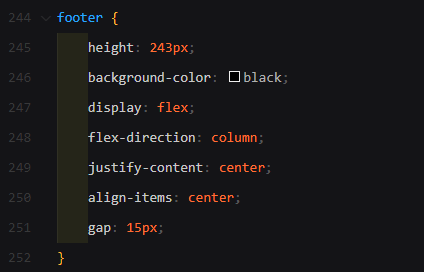 244 footer {
245 height: 243px;
246 background-color: black;
247 display: flex;
248 flex-direction: column;
249 justify-content: center;
250 align-items: center;
251 gap: 15px;
252 }